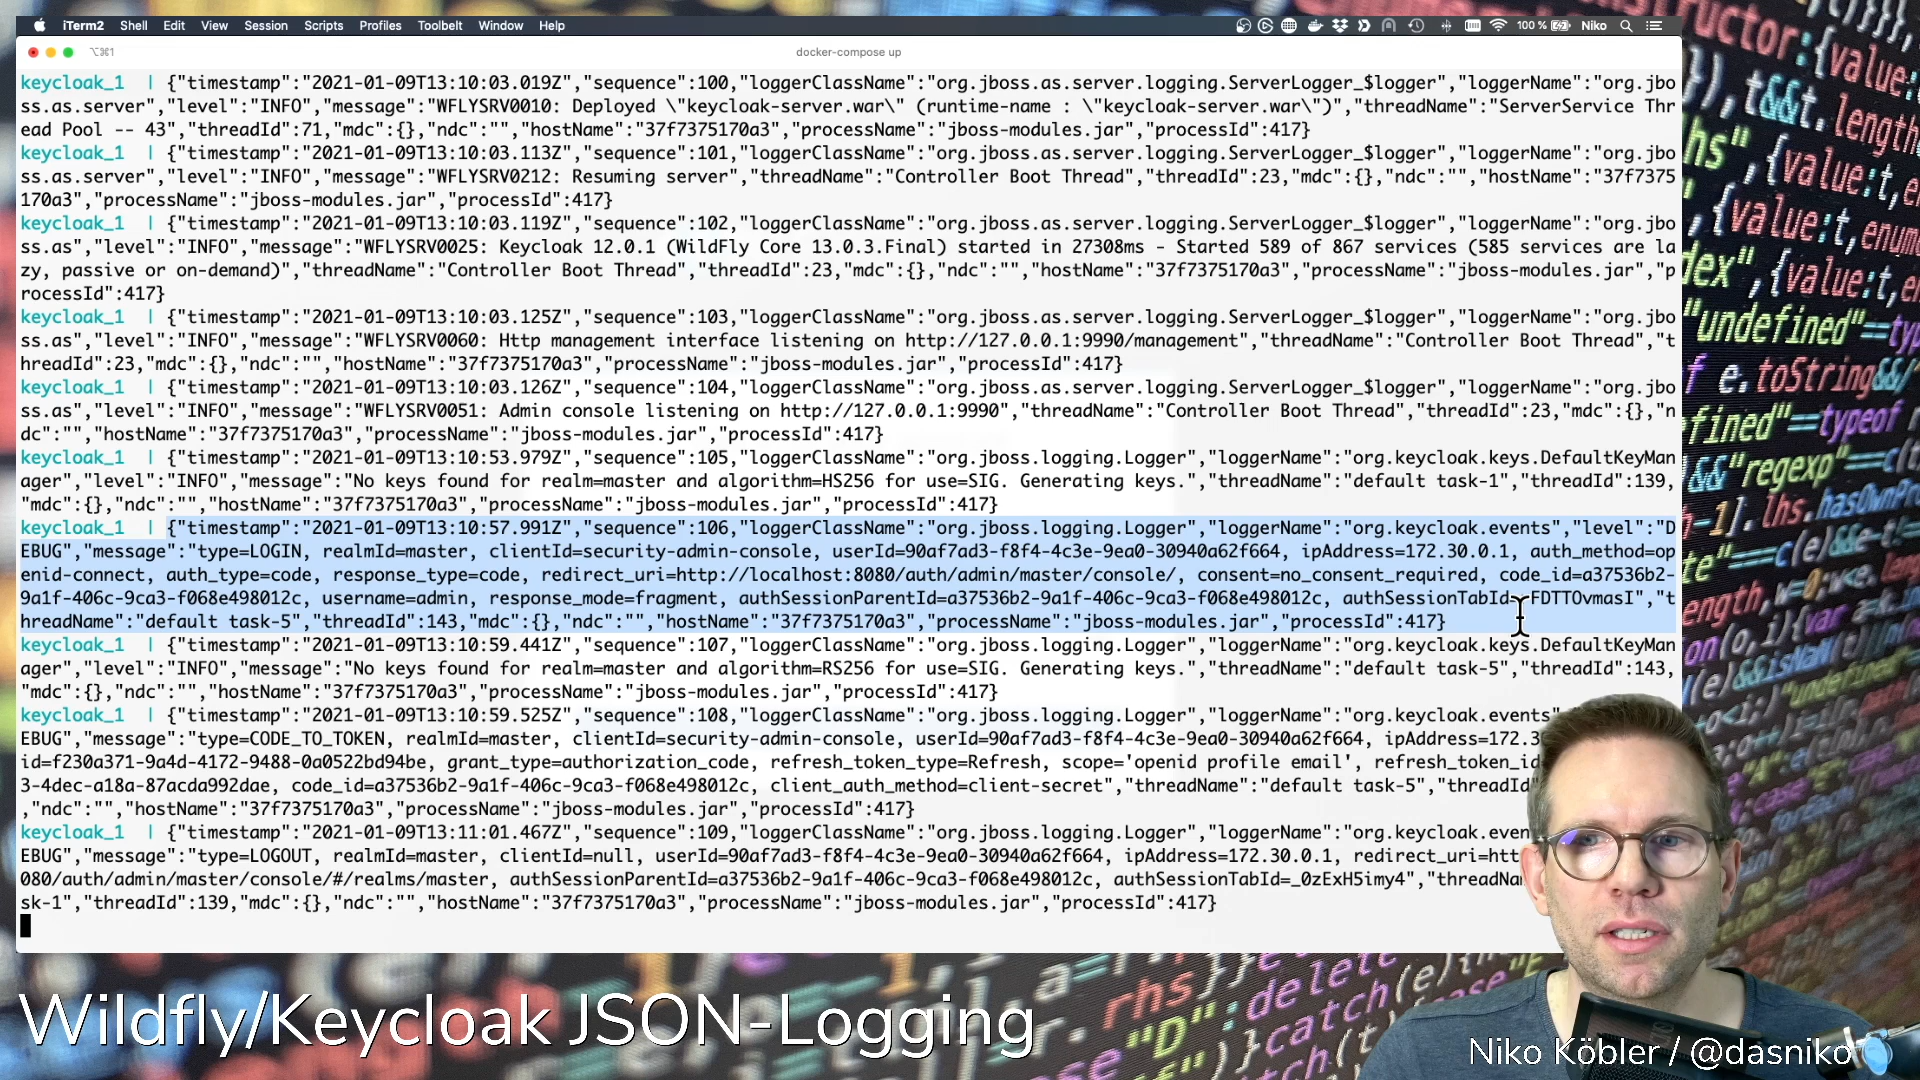 iTerm2 Shell Edit View Session Scripts Profiles Toolbelt Window Help 100 % Niko
⌥⌘1 docker-compose up
keycloak_1 | {"timestamp":"2021-01-09T13:10:03.019Z","sequence":100,"loggerClassName":"org.jboss.as.server.logging.ServerLogger_$logger","loggerName":"org.jbo
ss.as.server","level":"INFO","message":"WFLYSRV0010: Deployed \"keycloak-server.war\" (runtime-name : \"keycloak-server.war\")","threadName":"ServerService Thr
ead Pool -- 43","threadId":71,"mdc":{},"ndc":"","hostName":"37f7375170a3","processName":"jboss-modules.jar","processId":417}
keycloak_1 | {"timestamp":"2021-01-09T13:10:03.113Z","sequence":101,"loggerClassName":"org.jboss.as.server.logging.ServerLogger_$logger","loggerName":"org.jbo
ss.as.server","level":"INFO","message":"WFLYSRV0212: Resuming server","threadName":"Controller Boot Thread","threadId":23,"mdc":{},"ndc":"","hostName":"37f7375
170a3","processName":"jboss-modules.jar","processId":417}
keycloak_1 | {"timestamp":"2021-01-09T13:10:03.119Z","sequence":102,"loggerClassName":"org.jboss.as.server.logging.ServerLogger_$logger","loggerName":"org.jbo
ss.as","level":"INFO","message":"WFLYSRV0025: Keycloak 12.0.1 (WildFly Core 13.0.3.Final) started in 27308ms - Started 589 of 867 services (585 services are la
zy, passive or on-demand)","threadName":"Controller Boot Thread","threadId":23,"mdc":{},"ndc":"","hostName":"37f7375170a3","processName":"jboss-modules.jar","p
rocessId":417}
keycloak_1 | {"timestamp":"2021-01-09T13:10:03.125Z","sequence":103,"loggerClassName":"org.jboss.as.server.logging.ServerLogger_$logger","loggerName":"org.jbo
ss.as","level":"INFO","message":"WFLYSRV0060: Http management interface listening on http://127.0.0.1:9990/management","threadName":"Controller Boot Thread","t
hreadId":23,"mdc":{},"ndc":"","hostName":"37f7375170a3","processName":"jboss-modules.jar","processId":417}
keycloak_1 | {"timestamp":"2021-01-09T13:10:03.126Z","sequence":104,"loggerClassName":"org.jboss.as.server.logging.ServerLogger_$logger","loggerName":"org.jbo
ss.as","level":"INFO","message":"WFLYSRV0051: Admin console listening on http://127.0.0.1:9990","threadName":"Controller Boot Thread","threadId":23,"mdc":{},"n
dc":"","hostName":"37f7375170a3","processName":"jboss-modules.jar","processId":417}
keycloak_1 | {"timestamp":"2021-01-09T13:10:53.979Z","sequence":105,"loggerClassName":"org.jboss.logging.Logger","loggerName":"org.keycloak.keys.DefaultKeyMan
ager","level":"INFO","message":"No keys found for realm=master and algorithm=HS256 for use=SIG. Generating keys.","threadName":"default task-1","threadId":139,
"mdc":{},"ndc":"","hostName":"37f7375170a3","processName":"jboss-modules.jar","processId":417}
keycloak_1 | {"timestamp":"2021-01-09T13:10:57.991Z","sequence":106,"loggerClassName":"org.jboss.logging.Logger","loggerName":"org.keycloak.events","level":"D
EBUG","message":"type=LOGIN, realmId=master, clientId=security-admin-console, userId=90af7ad3-f8f4-4c3e-9ea0-30940a62f664, ipAddress=172.30.0.1, auth_method=op
enid-connect, auth_type=code, response_type=code, redirect_uri=http://localhost:8080/auth/admin/master/console/, consent=no_consent_required, code_id=a37536b2-
9a1f-406c-9ca3-f068e498012c, username=admin, response_mode=fragment, authSessionParentId=a37536b2-9a1f-406c-9ca3-f068e498012c, authSessionTabId=FDTTOvmasI","t
hreadName":"default task-5","threadId":143,"mdc":{},"ndc":"","hostName":"37f7375170a3","processName":"jboss-modules.jar","processId":417}
keycloak_1 | {"timestamp":"2021-01-09T13:10:59.441Z","sequence":107,"loggerClassName":"org.jboss.logging.Logger","loggerName":"org.keycloak.keys.DefaultKeyMan
ager","level":"INFO","message":"No keys found for realm=master and algorithm=RS256 for use=SIG. Generating keys.","threadName":"default task-5","threadId":143,
"mdc":{},"ndc":"","hostName":"37f7375170a3","processName":"jboss-modules.jar","processId":417}
keycloak_1 | {"timestamp":"2021-01-09T13:10:59.525Z","sequence":108,"loggerClassName":"org.jboss.logging.Logger","loggerName":"org.keycloak.events"
EBUG","message":"type=CODE_TO_TOKEN, realmId=master, clientId=security-admin-console, userId=90af7ad3-f8f4-4c3e-9ea0-30940a62f664, ipAddress=172.3
id=f230a371-9a4d-4172-9488-0a0522bd94be, grant_type=authorization_code, refresh_token_type=Refresh, scope='openid profile email', refresh_token_id
3-4dec-a18a-87acda992dae, code_id=a37536b2-9a1f-406c-9ca3-f068e498012c, client_auth_method=client-secret","threadName":"default task-5","threadId
,"ndc":"","hostName":"37f7375170a3","processName":"jboss-modules.jar","processId":417}
keycloak_1 | {"timestamp":"2021-01-09T13:11:01.467Z","sequence":109,"loggerClassName":"org.jboss.logging.Logger","loggerName":"org.keycloak.even
EBUG","message":"type=LOGOUT, realmId=master, clientId=null, userId=90af7ad3-f8f4-4c3e-9ea0-30940a62f664, ipAddress=172.30.0.1, redirect_uri=htt
080/auth/admin/master/console/#/realms/master, authSessionParentId=a37536b2-9a1f-406c-9ca3-f068e498012c, authSessionTabId=_0zExH5imy4","threadNa
sk-1","threadId":139,"mdc":{},"ndc":"","hostName":"37f7375170a3","processName":"jboss-modules.jar","processId":417}
Wildfly/Keycloak JSON-Logging
Niko Köbler / @dasniko